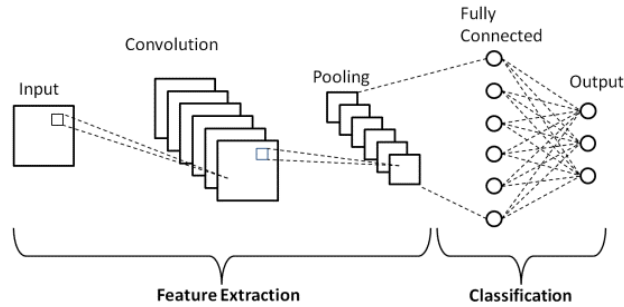 Input
Convolution
Pooling
Fully
Connected
Output
Feature Extraction
Classification